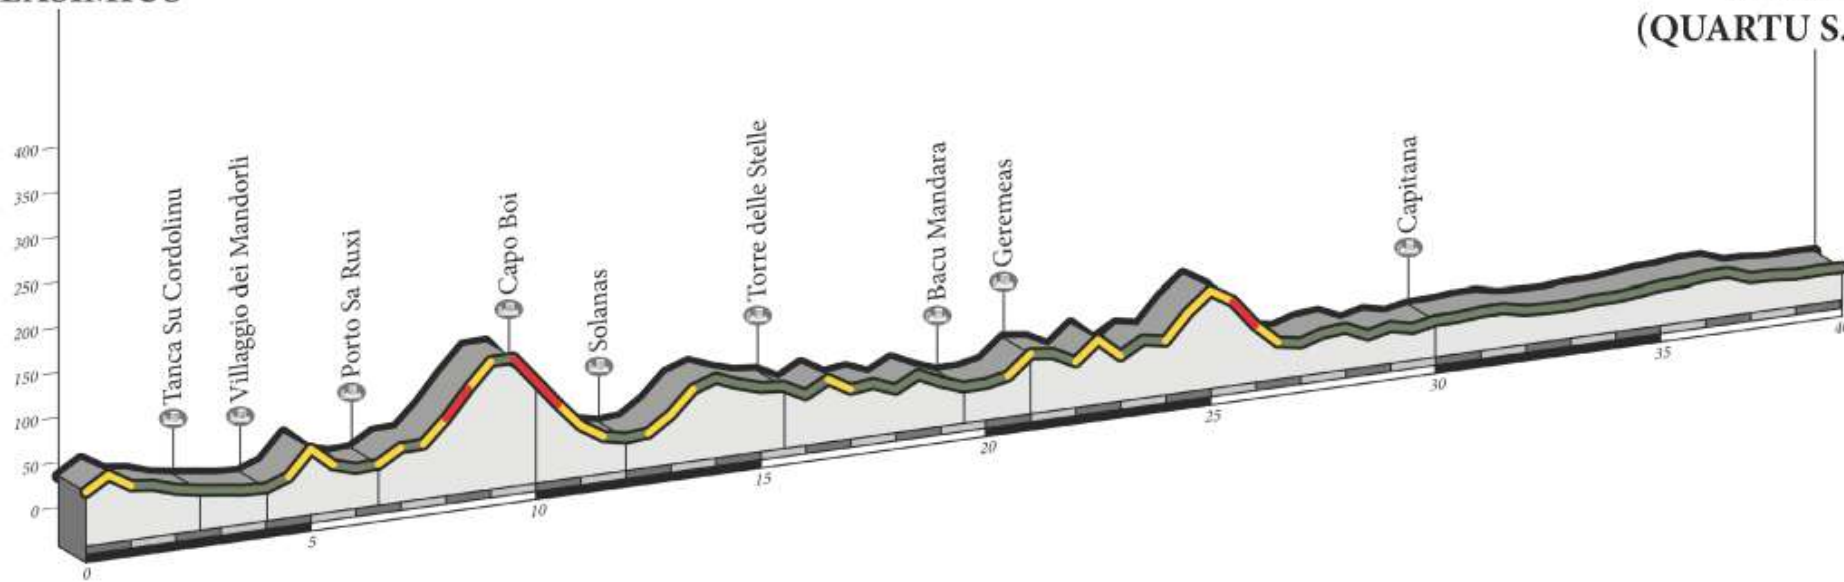 (QUARTU S.
400
350
300
250
200
150
100
50
0
Tanca Su Cordolinu
Villaggio dei Mandorli
Porto Sa Ruxi
Capo Boi
Solanas
Torre delle Stelle
Bacu Mandara
Geremeas
Capitana
0
5
10
15
20
25
30
35